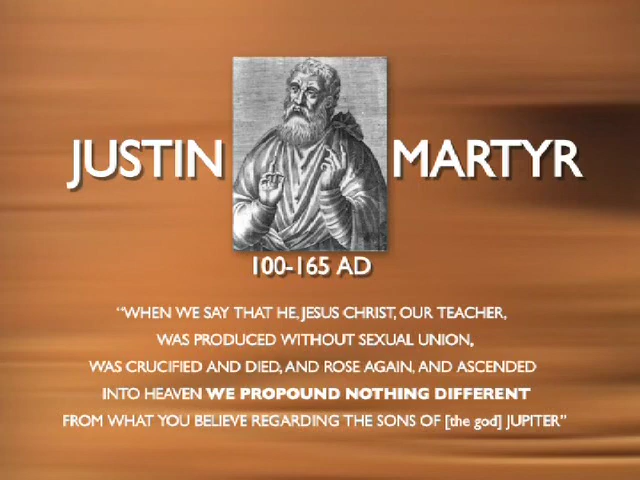 JUSTIN MARTYR
100-165 AD
“WHEN WE SAY THAT HE, JESUS CHRIST, OUR TEACHER,
WAS PRODUCED WITHOUT SEXUAL UNION,
WAS CRUCIFIED AND DIED, AND ROSE AGAIN, AND ASCENDED
INTO HEAVEN WE PROPOUND NOTHING DIFFERENT
FROM WHAT YOU BELIEVE REGARDING THE SONS OF [the god] JUPITER”